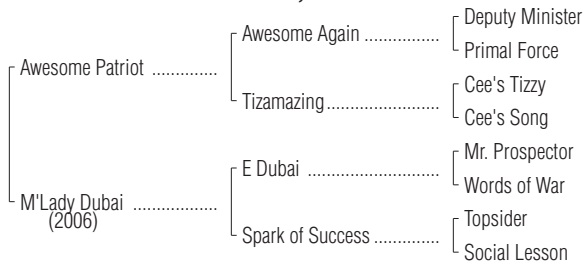 Deputy Minister
Awesome Again ...............
Primal Force
Awesome Patriot .............
Cee's Tizzy
Tizamazing.......................
Cee's Song
Mr. Prospector
E Dubai ...........................
Words of War
M'Lady Dubai .................
(2006)
Topsider
Spark of Success .............
Social Lesson